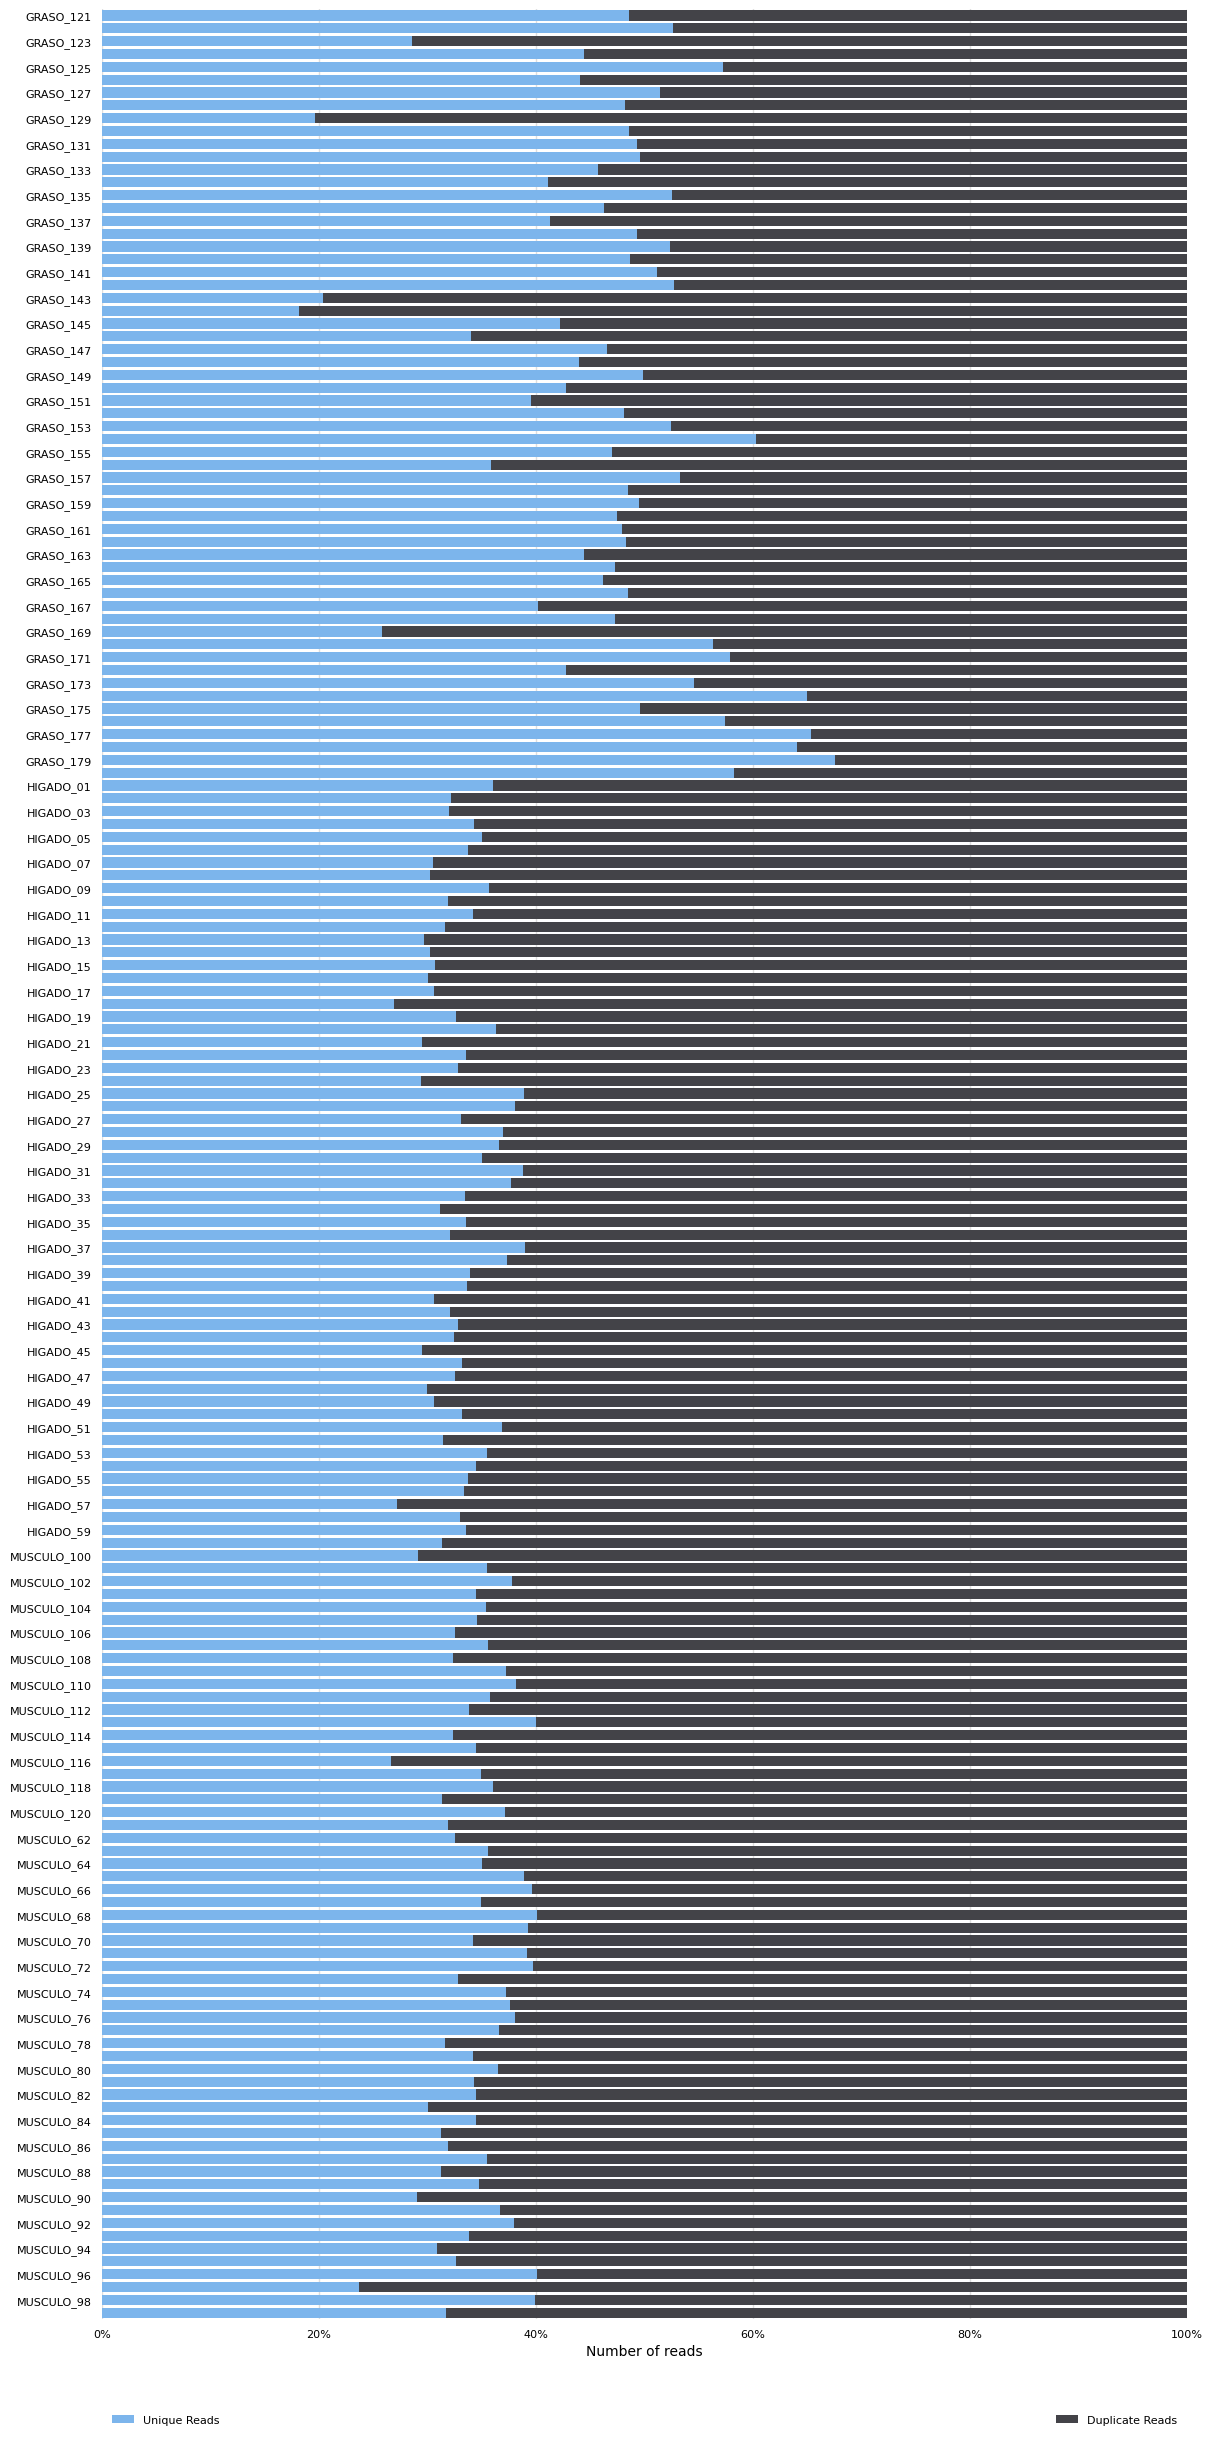 GRASO_121
GRASO_123
GRASO_125
GRASO_127
GRASO_129
GRASO_131
GRASO_133
GRASO_135
GRASO_137
GRASO_139
GRASO_141
GRASO_143
GRASO_145
GRASO_147
GRASO_149
GRASO_151
GRASO_153
GRASO_155
GRASO_157
GRASO_159
GRASO_161
GRASO_163
GRASO_165
GRASO_167
GRASO_169
GRASO_171
GRASO_173
GRASO_175
GRASO_177
GRASO_179
HIGADO_01
HIGADO_03
HIGADO_05
HIGADO_07
HIGADO_09
HIGADO_11
HIGADO_13
HIGADO_15
HIGADO_17
HIGADO_19
HIGADO_21
HIGADO_23
HIGADO_25
HIGADO_27
HIGADO_29
HIGADO_31
HIGADO_33
HIGADO_35
HIGADO_37
HIGADO_39
HIGADO_41
HIGADO_43
HIGADO_45
HIGADO_47
HIGADO_49
HIGADO_51
HIGADO_53
HIGADO_55
HIGADO_57
HIGADO_59
MUSCULO_100
MUSCULO_102
MUSCULO_104
MUSCULO_106
MUSCULO_108
MUSCULO_110
MUSCULO_112
MUSCULO_114
MUSCULO_116
MUSCULO_118
MUSCULO_120
MUSCULO_62
MUSCULO_64
MUSCULO_66
MUSCULO_68
MUSCULO_70
MUSCULO_72
MUSCULO_74
MUSCULO_76
MUSCULO_78
MUSCULO_80
MUSCULO_82
MUSCULO_84
MUSCULO_86
MUSCULO_88
MUSCULO_90
MUSCULO_92
MUSCULO_94
MUSCULO_96
MUSCULO_98
0% 20% 40% 60% 80% 100%
Number of reads
Unique Reads Duplicate Reads